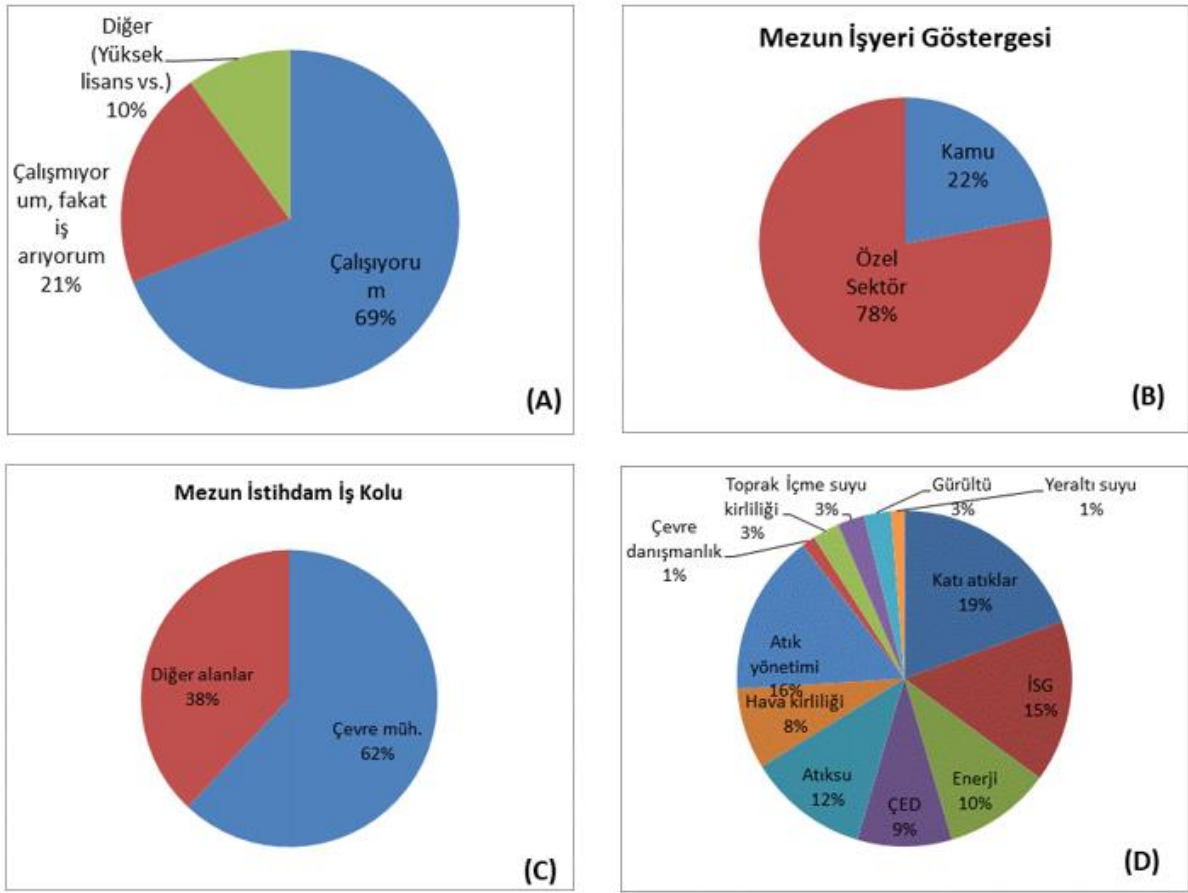 Diğer
(Yüksek
lisans vs.)
10%
Çalışmıyor
um, fakat
iş
arıyorum
21%
Çalışıyoru
m
69%
(A)
Mezun İşyeri Göstergesi
Kamu
22%
Özel
Sektör
78%
(B)
Mezun İstihdam İş Kolu
Diğer alanlar
38%
Çevre müh.
62%
(C)
Toprak
kirliliği
3%
İçme suyu
3%
Gürültü
3%
Yeraltı suyu
1%
Çevre
danışmanlık
1%
Katı atıklar
19%
Atık
yönetimi
16%
İSG
15%
Hava kirliliği
8%
Atıksu
12%
ÇED
9%
Enerji
10%
(D)